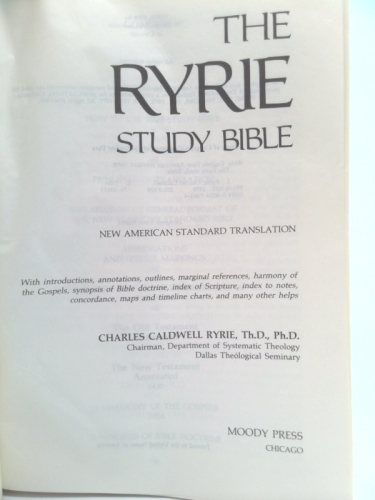 THE
RYRIE
STUDY BIBLE
NEW AMERICAN STANDARD TRANSLATION
With introductions, annotations, outlines, marginal references, harmony of
the Gospels, synopsis of Bible doctrine, index of Scripture, index to notes,
concordance, maps and timeline charts, and many other helps
CHARLES CALDWELL RYRIE, Th.D., Ph.D.
Chairman, Department of Systematic Theology
Dallas Theological Seminary
MOODY PRESS
CHICAGO